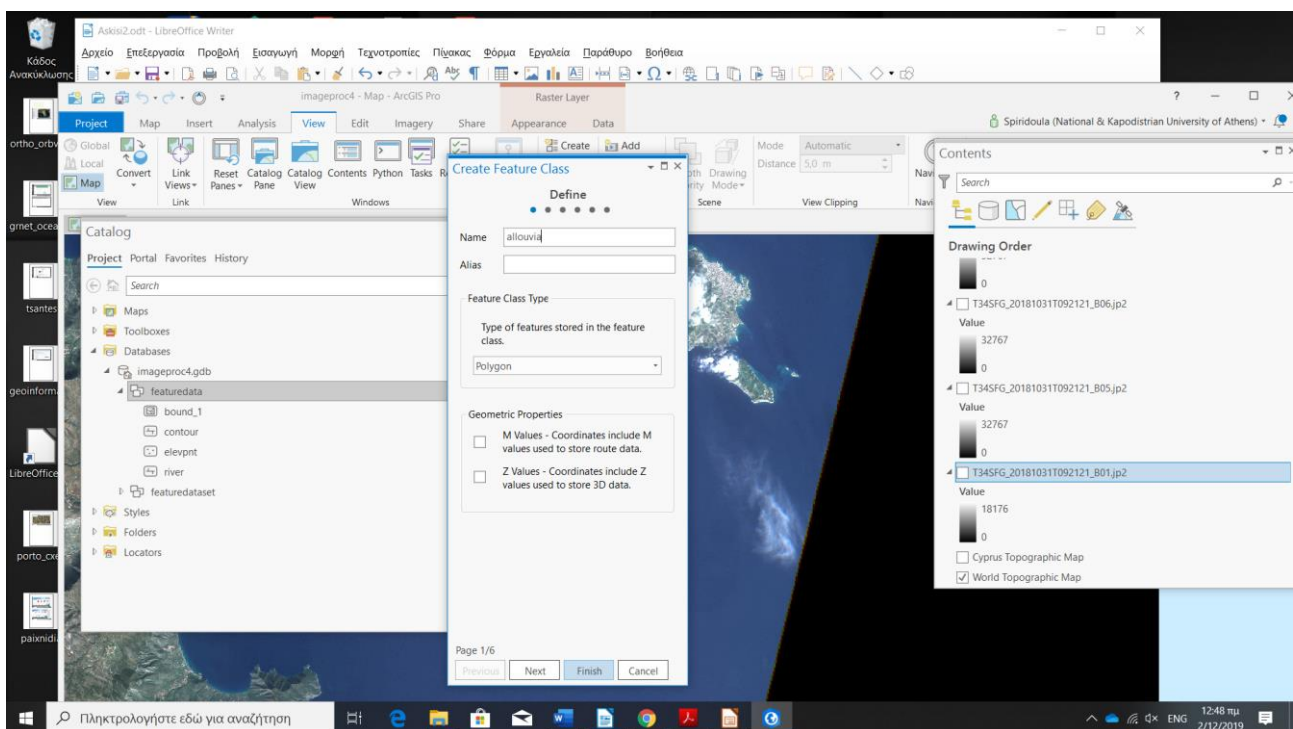 Askisi2.odt - LibreOffice Writer
Αρχείο Επεξεργασία Προβολή Εισαγωγή Μορφή Τεχνοτροπίες Πίνακας Φόρμα Εργαλεία Παράθυρο Βοήθεια
Κάδος
Ανακύκλωσης
imageproc4 - Map - ArcGIS Pro
Raster Layer
Project Map Insert Analysis View Edit Imagery Share Appearance Data
Spiridoula (National & Kapodistrian University of Athens)
ortho_orbv
Global
Local
Map
Convert
Link
Views
Reset
Panes
Catalog
Pane
Catalog
View
Contents
Python
Tasks
Create
Add
Drawing
Mode
Mode Automatic
Distance 5,0 m
Navi
View
Link
Windows
Scene
View Clipping
Navi
Create Feature Class
Define
Name allouvia
Alias
Feature Class Type
Type of features stored in the feature
class.
Polygon
Geometric Properties
M Values - Coordinates include M
values used to store route data.
Z Values - Coordinates include Z
values used to store 3D data.
Page 1/6
Previous Next Finish Cancel
grnet_ocea
tsantes
geoinform
LibreOffice
porto_cxe
paixnidi
Catalog
Project Portal Favorites History
Search
Maps
Toolboxes
Databases
imageproc4.gdb
featuredata
bound_1
contour
elevpnt
river
featuredataset
Styles
Folders
Locators
Contents
Search
Drawing Order
0
T34SFG_20181031T092121_B06.jp2
Value
32767
0
T34SFG_20181031T092121_B05.jp2
Value
32767
0
T34SFG_20181031T092121_B01.jp2
Value
18176
0
Cyprus Topographic Map
World Topographic Map
Πληκτρολογήστε εδώ για αναζήτηση
ENG
12:48 πμ
2/12/2019